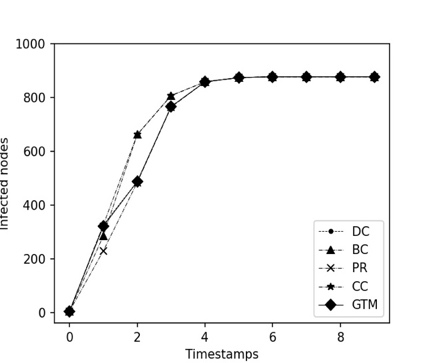 1000
800
600
400
200
0
Infected nodes
DC
BC
PR
CC
GTM
0 2 4 6 8
Timestamps